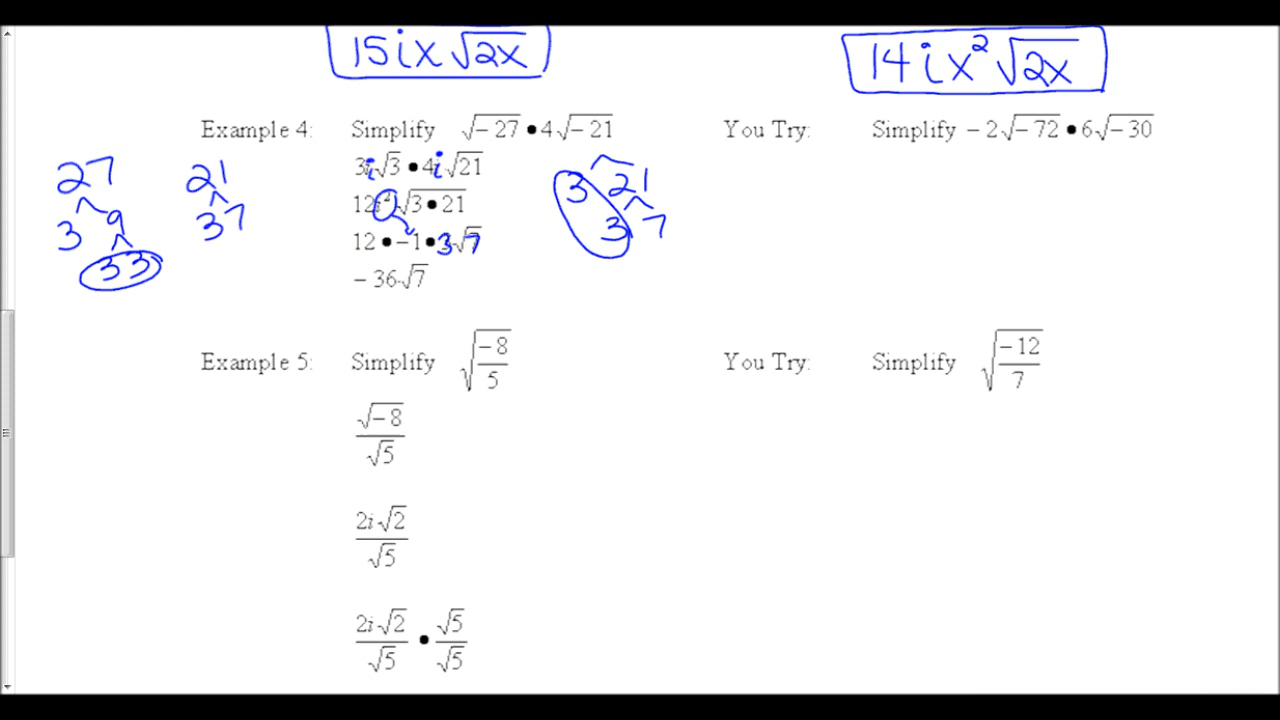 15ix√2x
14ix²√2x
Example 4: Simplify √-27 • 4√-21
You Try: Simplify -2√-72 • 6√-30
27
3 9
3 3
21
3 7
3i√3 • 4i√21
12i²√3 • 21
12 • -1 • 3√7
-36√7
3 21
3 7
Example 5: Simplify √(-8/5)
You Try: Simplify √(-12/7)
√-8/√5
2i√2/√5
2i√2/√5 • √5/√5